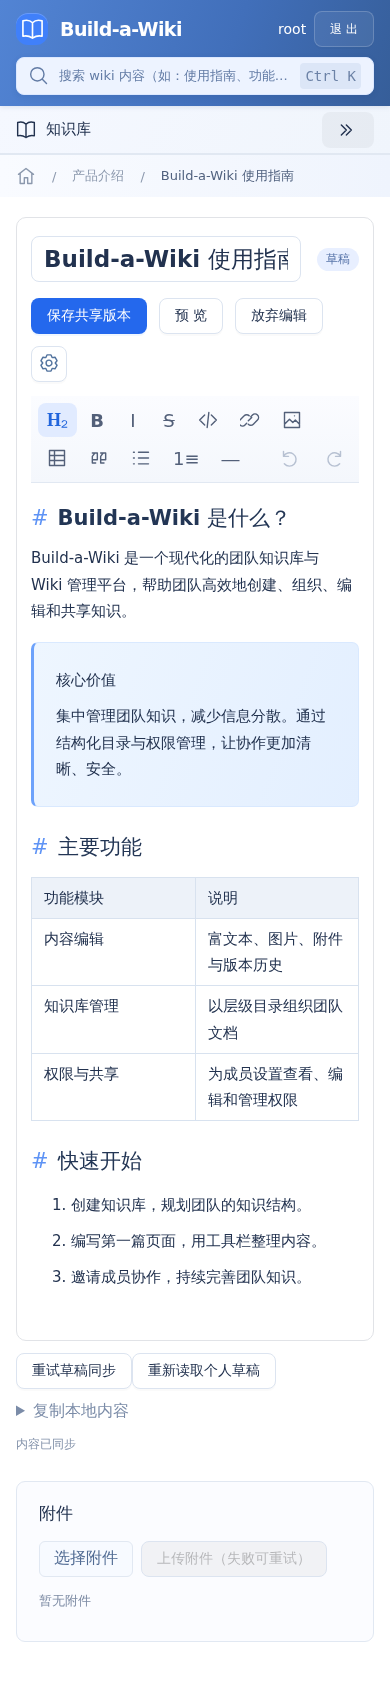 Build-a-Wiki
root
退 出
搜索 wiki 内容（如：使用指南、功能…
Ctrl K
知识库
/ 产品介绍 / Build-a-Wiki 使用指南
Build-a-Wiki 使用指南
草稿
保存共享版本
预 览
放弃编辑
H₂ B I S
1≡ —
# Build-a-Wiki 是什么？
Build-a-Wiki 是一个现代化的团队知识库与
Wiki 管理平台，帮助团队高效地创建、组织、编
辑和共享知识。
核心价值
集中管理团队知识，减少信息分散。通过
结构化目录与权限管理，让协作更加清
晰、安全。
# 主要功能
功能模块
说明
内容编辑
富文本、图片、附件
与版本历史
知识库管理
以层级目录组织团队
文档
权限与共享
为成员设置查看、编
辑和管理权限
# 快速开始
1. 创建知识库，规划团队的知识结构。
2. 编写第一篇页面，用工具栏整理内容。
3. 邀请成员协作，持续完善团队知识。
重试草稿同步
重新读取个人草稿
复制本地内容
内容已同步
附件
选择附件
上传附件（失败可重试）
暂无附件